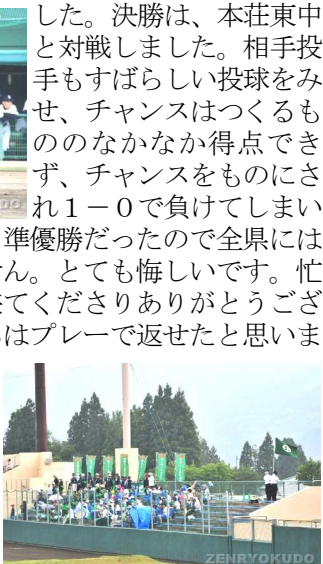 した。決勝は、本荘東中
と対戦しました。相手投
手もすばらしい投球をみ
せ、チャンスはつくるも
ののなかなか得点でき
ず、チャンスをものにさ
れ1－0で負けてしまい
準優勝だったので全県には
ん。とても悔しいです。忙
てくださりありがとうござ
はプレーで返せたと思いま
ZENRYOKUDO